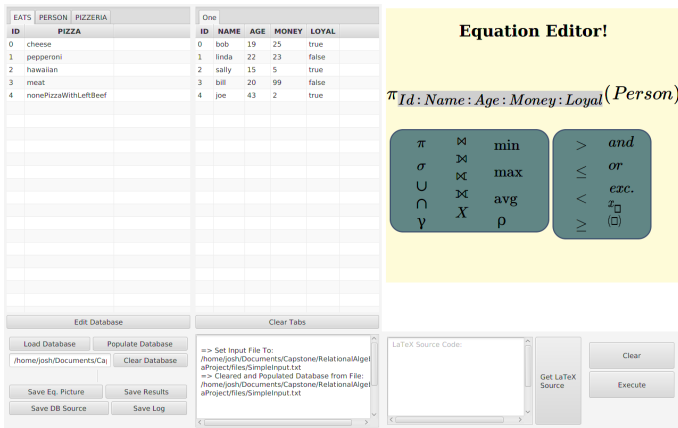 EATS PERSON PIZZERIA
ID PIZZA
0 cheese
1 pepperoni
2 hawaiian
3 meat
4 nonePizzaWithLeftBeef
Edit Database
One
ID NAME AGE MONEY LOYAL
0 bob 19 25 true
1 linda 22 23 false
2 sally 15 5 true
3 bill 20 99 false
4 joe 43 2 true
Clear Tabs
Equation Editor!
π Id : Name : Age : Money : Loyal (Person)
π ⋈ min
σ ⋊ max
∪ ⋉ avg
∩ X ρ
γ
> and
≤ or
< exc.
≥ x□
(□)
Load Database Populate Database
/home/josh/Documents/Ca Clear Database
Save Eq. Picture Save Results
Save DB Source Save Log
=> Set Input File To:
/home/josh/Documents/Capstone/RelationalAlge
aProject/files/SimpleInput.txt
=> Cleared and Populated Database from File:
/home/josh/Documents/Capstone/RelationalAlge
aProject/files/SimpleInput.txt
LaTeX Source Code:
Get LaTeX
Source
Clear
Execute